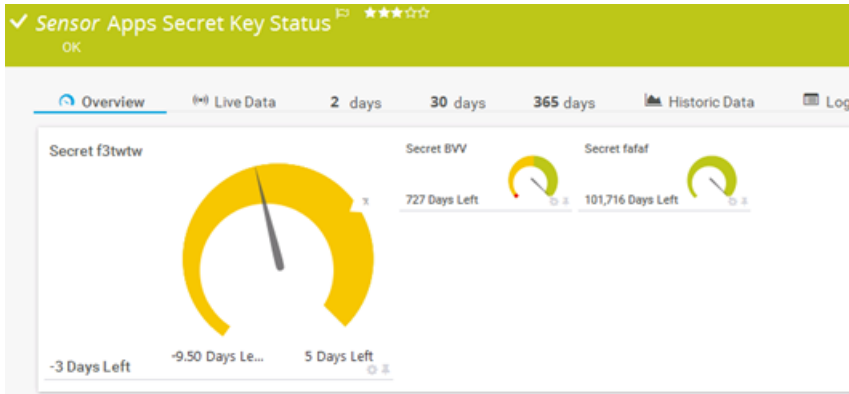 Sensor Apps Secret Key Status
OK
Overview
Live Data
2 days
30 days
365 days
Historic Data
Log
Secret f3twtw
Secret BVV
Secret fafaf
x
727 Days Left
101,716 Days Left
-9.50 Days Le...
5 Days Left
-3 Days Left